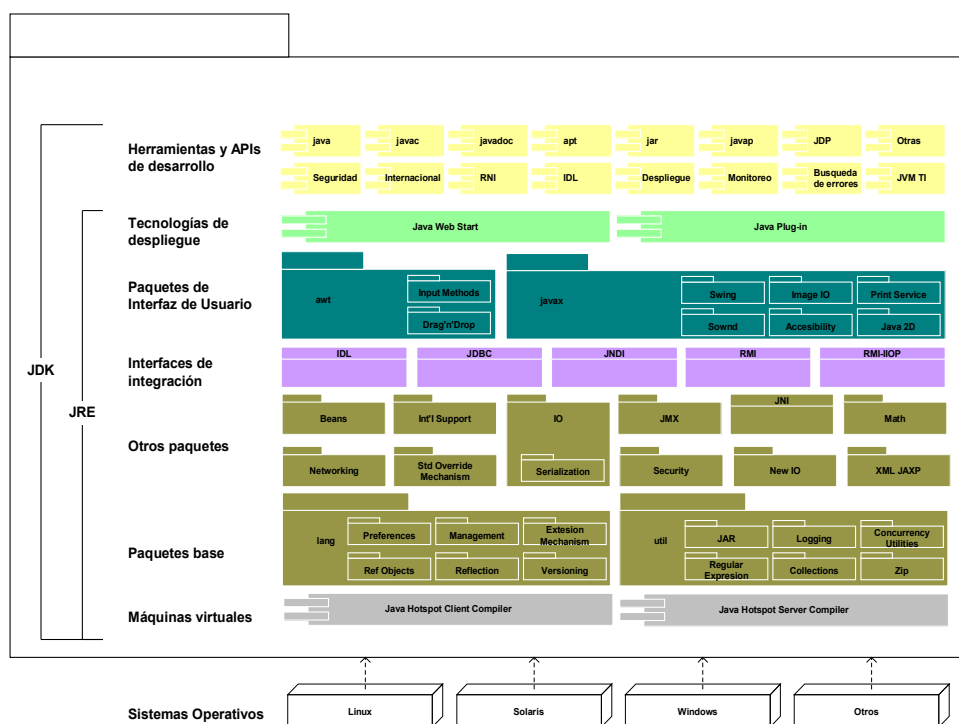 Herramientas y APIs
de desarrollo
java
javac
javadoc
apt
jar
javap
JDP
Otras
Seguridad
Internacional
RNI
IDL
Despliegue
Monitoreo
Busqueda
de errores
JVM TI
Tecnologías de
despliegue
Java Web Start
Java Plug-in
Paquetes de
Interfaz de Usuario
awt
Input Methods
Drag'n'Drop
javax
Swing
Image IO
Print Service
Sownd
Accesibility
Java 2D
JDK
JRE
Interfaces de
integración
IDL
JDBC
JNDI
RMI
RMI-IIOP
Otros paquetes
Beans
Int'l Support
IO
JMX
JNI
Math
Networking
Std Override
Mechanism
Serialization
Security
New IO
XML JAXP
Paquetes base
lang
Preferences
Management
Extesion
Mechanism
Ref Objects
Reflection
Versioning
util
JAR
Logging
Concurrency
Utilities
Regular
Expresion
Collections
Zip
Máquinas virtuales
Java Hotspot Client Compiler
Java Hotspot Server Compiler
Sistemas Operativos
Linux
Solaris
Windows
Otros